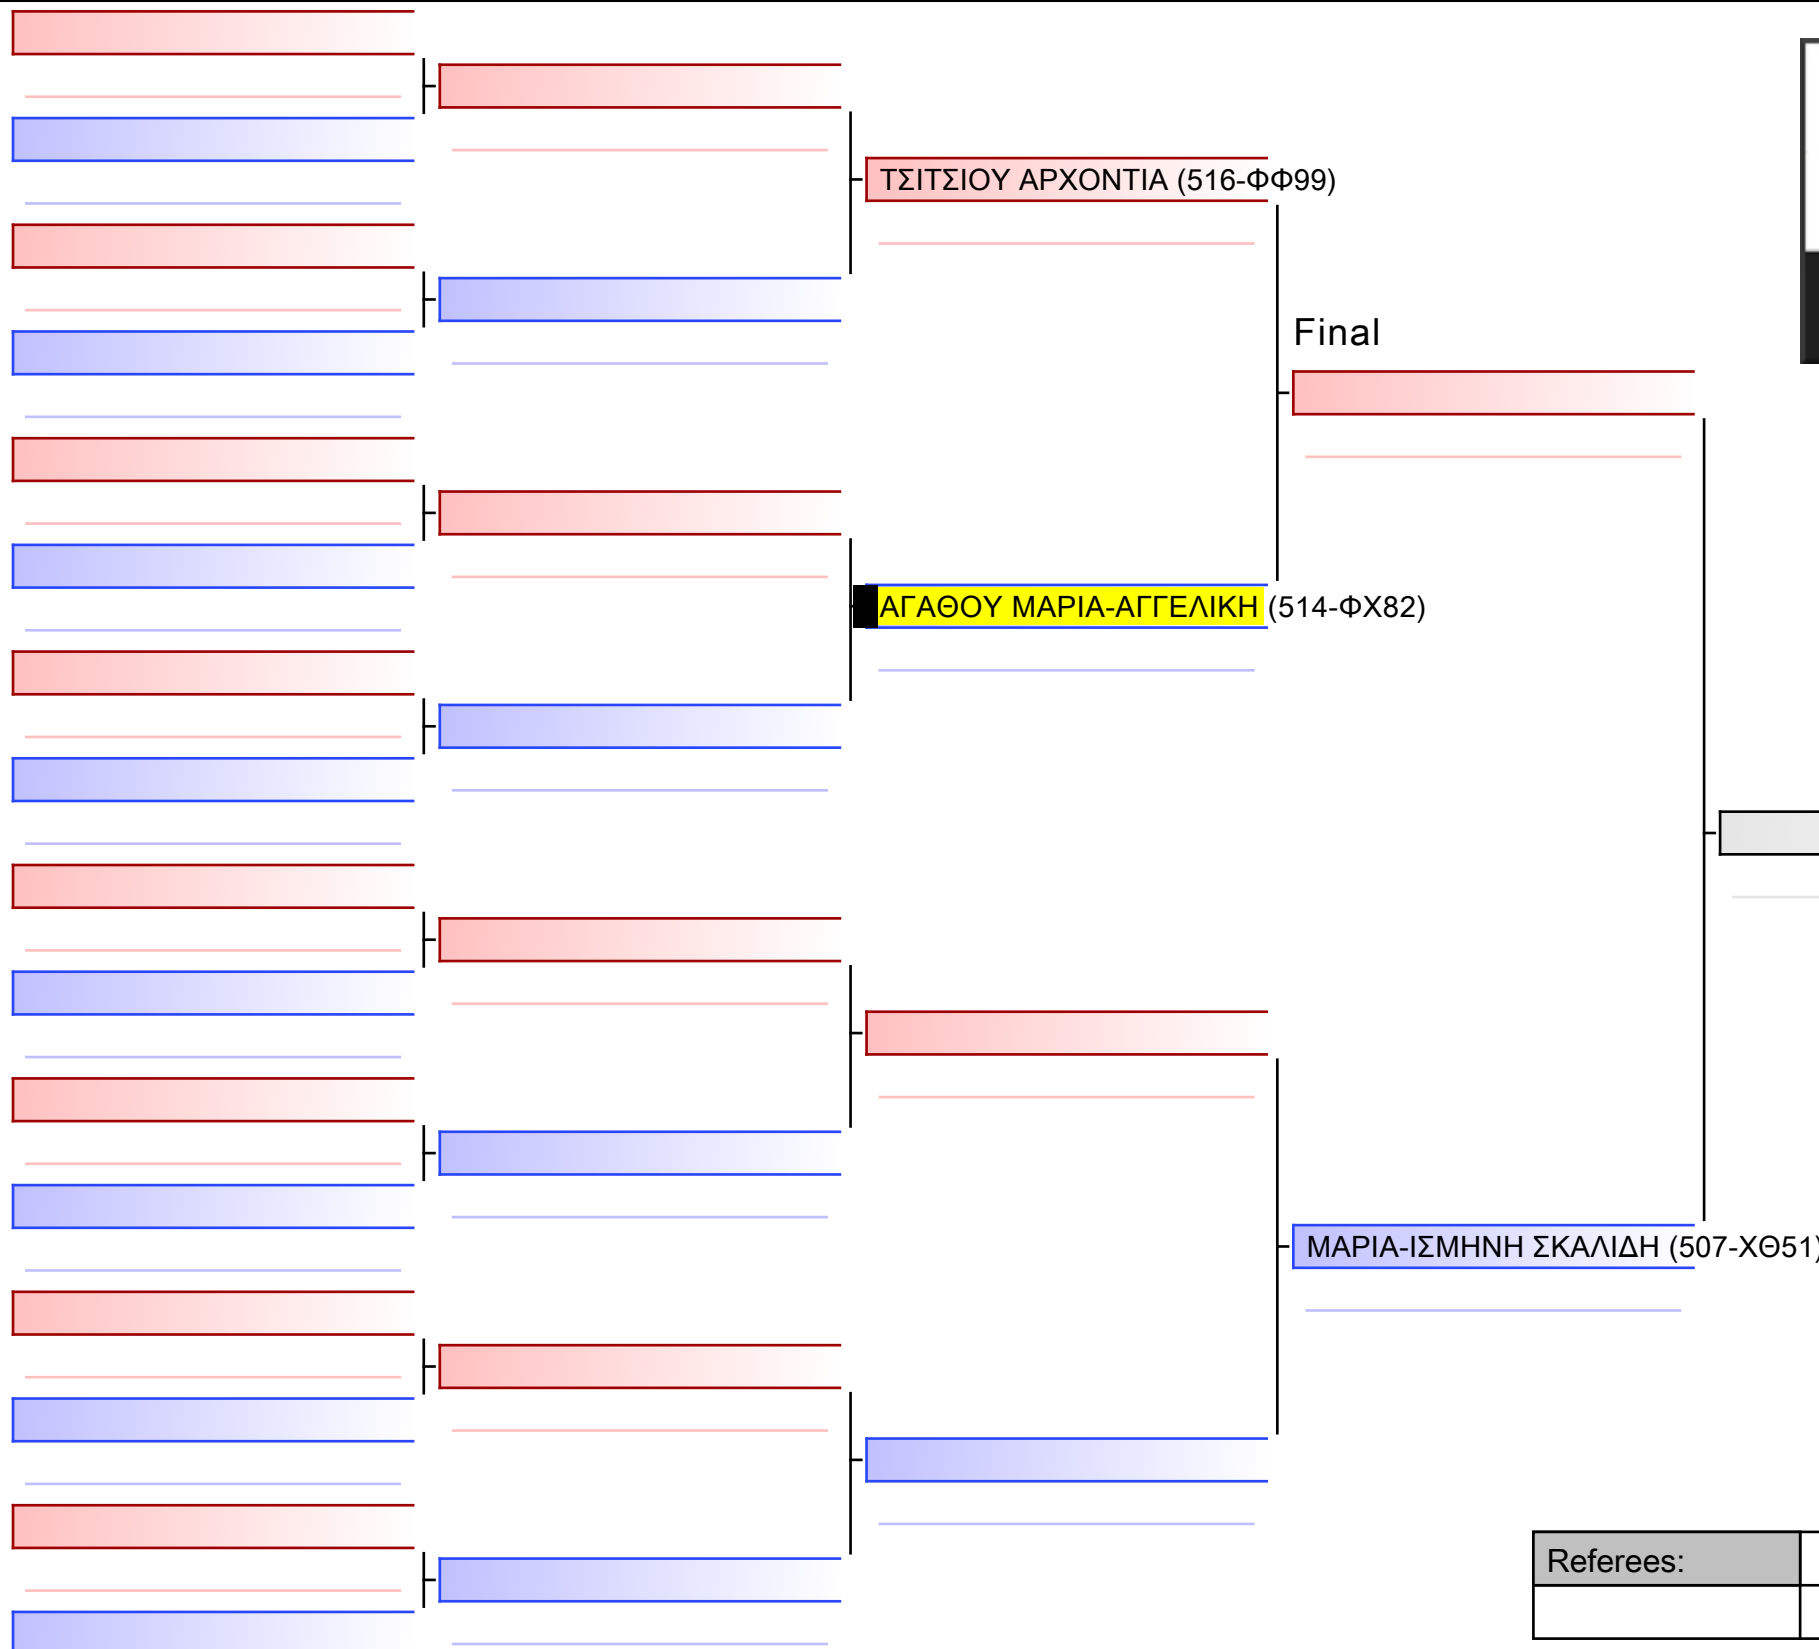 ΤΣΙΤΣΙΟΥ ΑΡΧΟΝΤΙΑ (516-ΦΦ99)
Final
ΑΓΑΘΟΥ ΜΑΡΙΑ-ΑΓΓΕΛΙΚΗ (514-ΦΧ82)
ΜΑΡΙΑ-ΙΣΜΗΝΗ ΣΚΑΛΙΔΗ (507-ΧΘ51)
Referees: